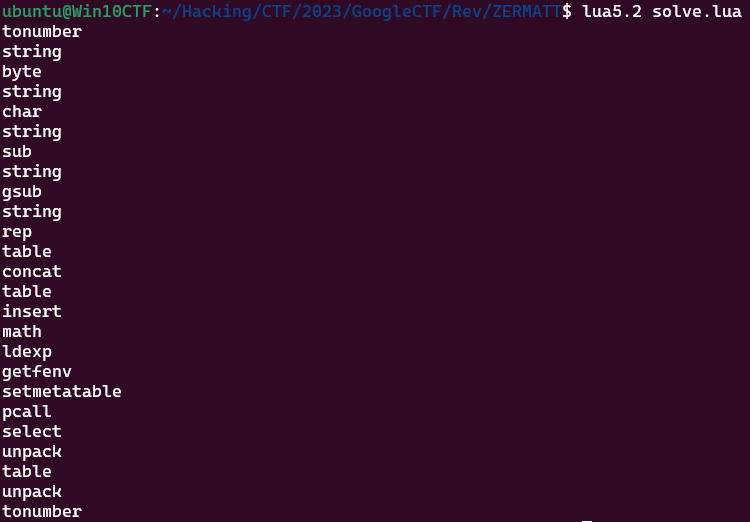 ubuntu@Win10CTF:~/Hacking/CTF/2023/GoogleCTF/Rev/ZERMATT$ lua5.2 solve.lua
tonumber
string
byte
string
char
string
sub
string
gsub
string
rep
table
concat
table
insert
math
ldexp
getfenv
setmetatable
pcall
select
unpack
table
unpack
tonumber